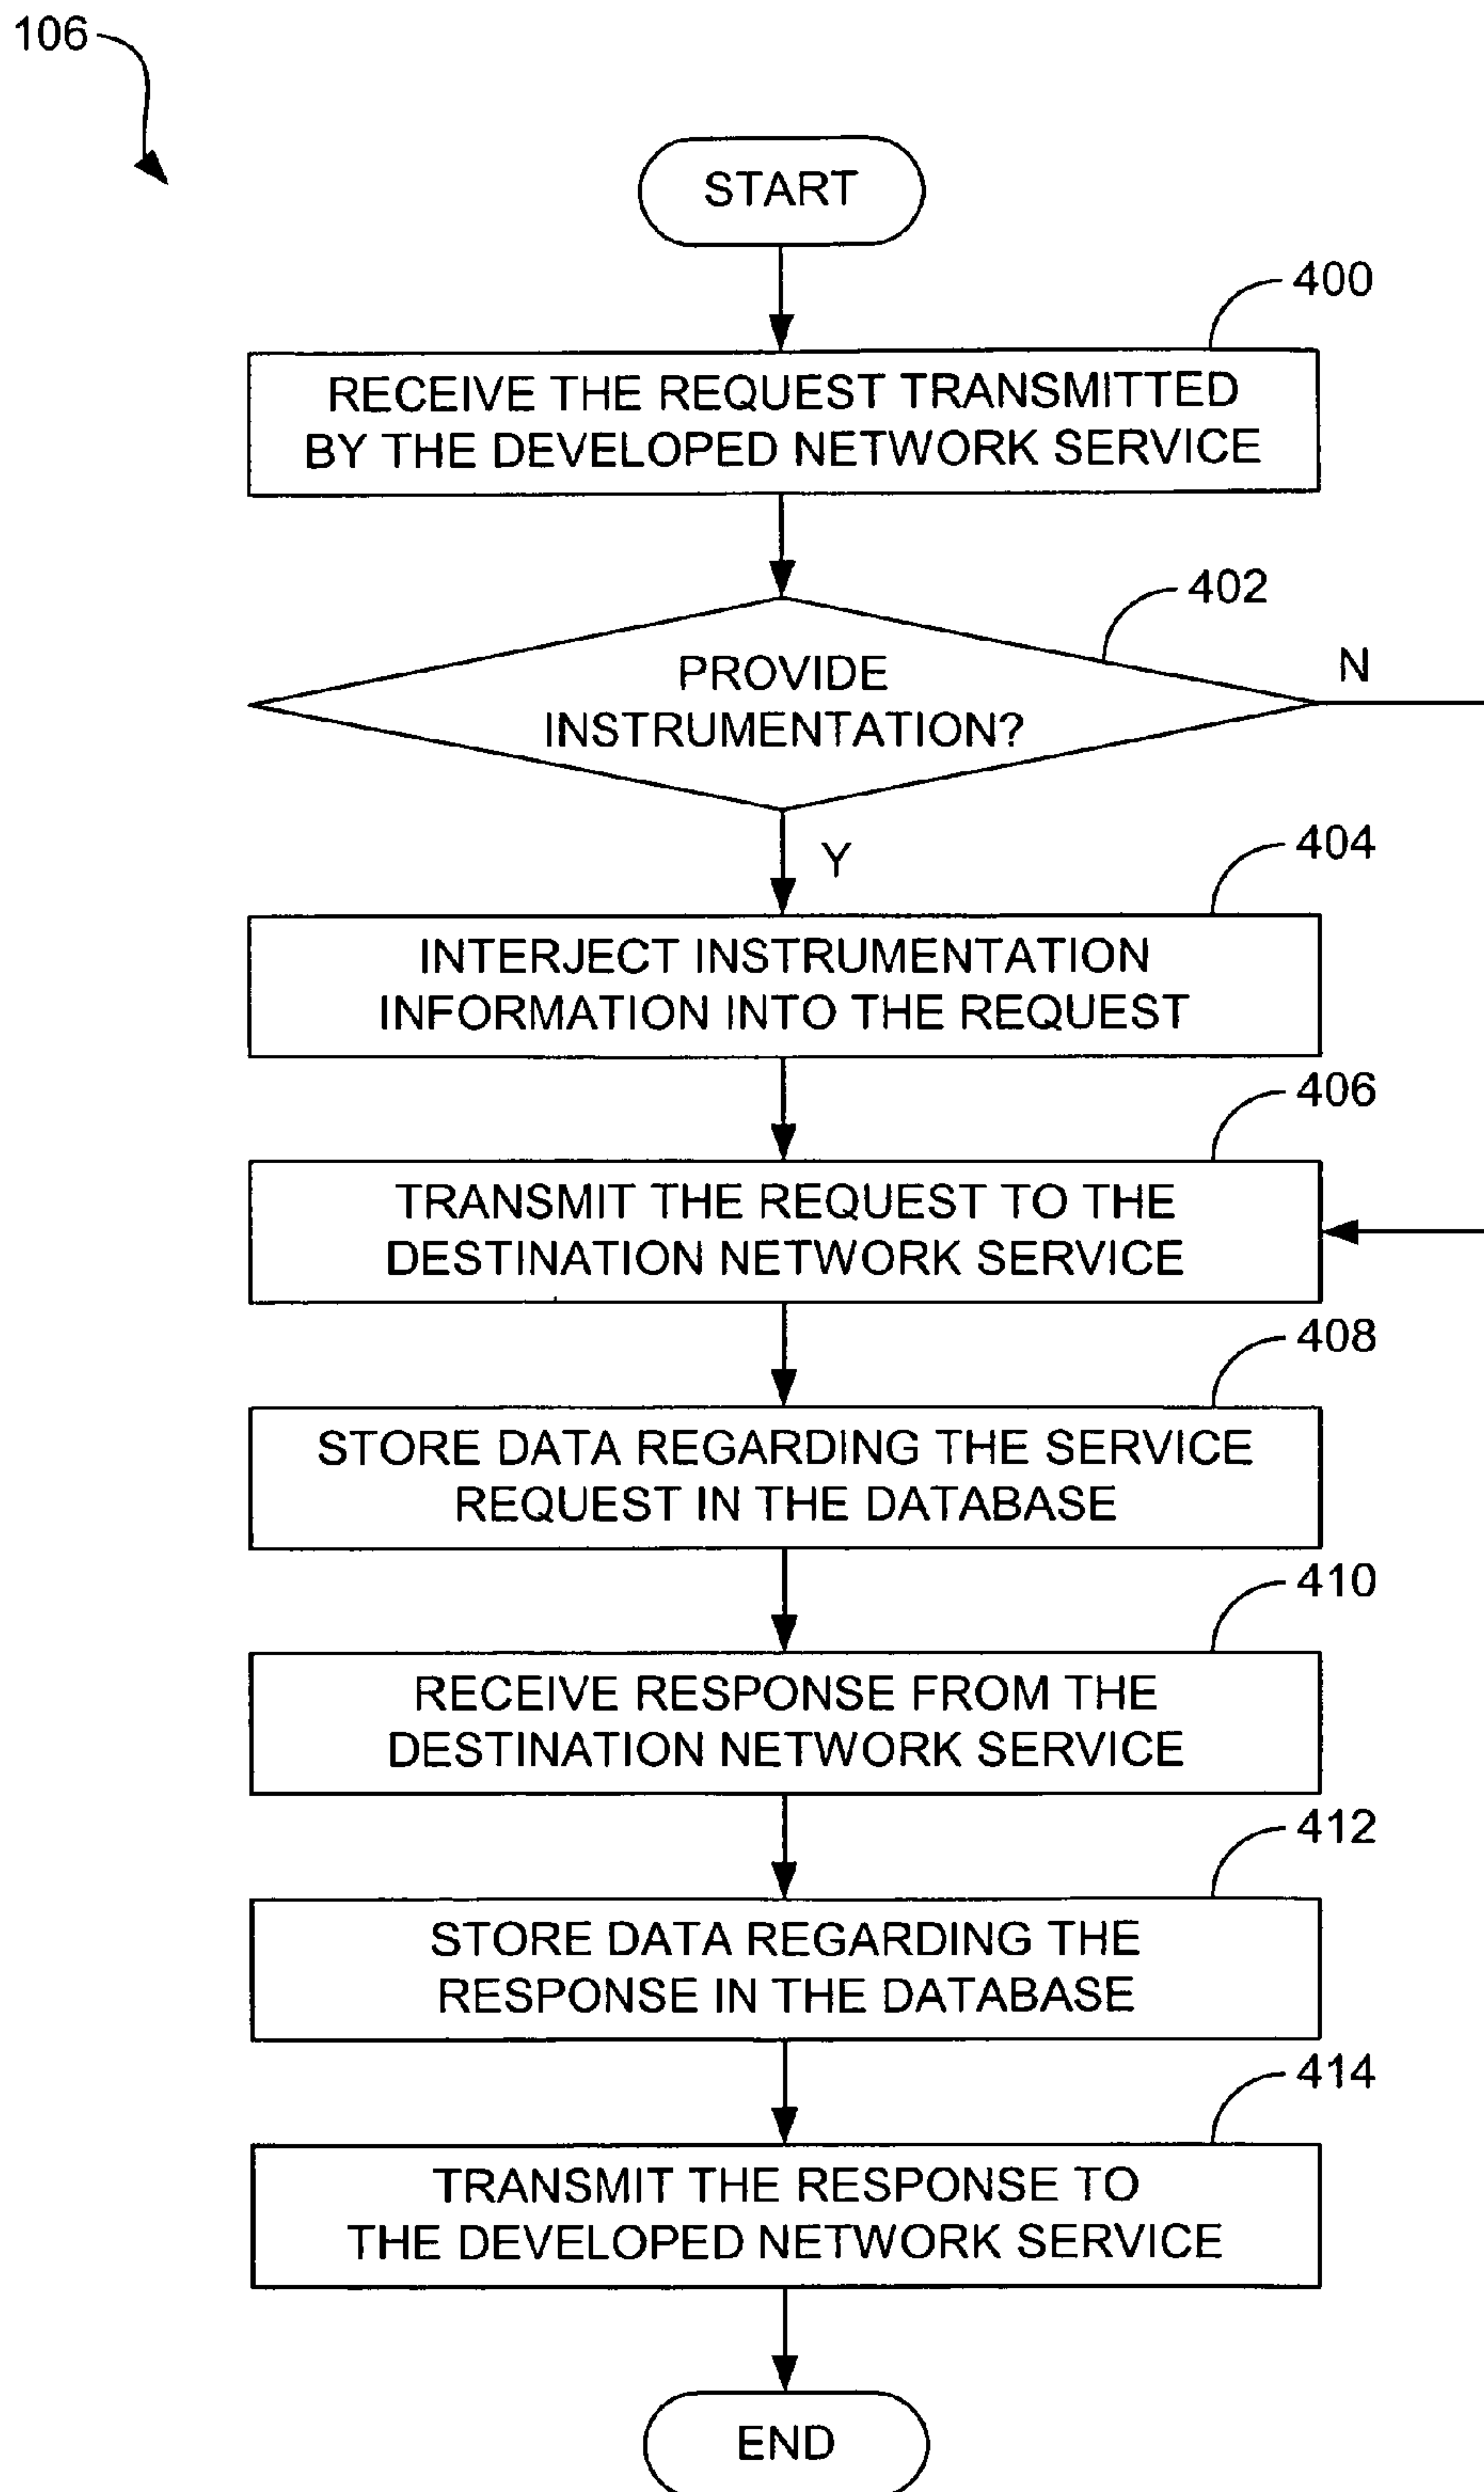 106
START
400
RECEIVE THE REQUEST TRANSMITTED
BY THE DEVELOPED NETWORK SERVICE
402
PROVIDE
INSTRUMENTATION?
N
Y
404
INTERJECT INSTRUMENTATION
INFORMATION INTO THE REQUEST
406
TRANSMIT THE REQUEST TO THE
DESTINATION NETWORK SERVICE
408
STORE DATA REGARDING THE SERVICE
REQUEST IN THE DATABASE
410
RECEIVE RESPONSE FROM THE
DESTINATION NETWORK SERVICE
412
STORE DATA REGARDING THE
RESPONSE IN THE DATABASE
414
TRANSMIT THE RESPONSE TO
THE DEVELOPED NETWORK SERVICE
END